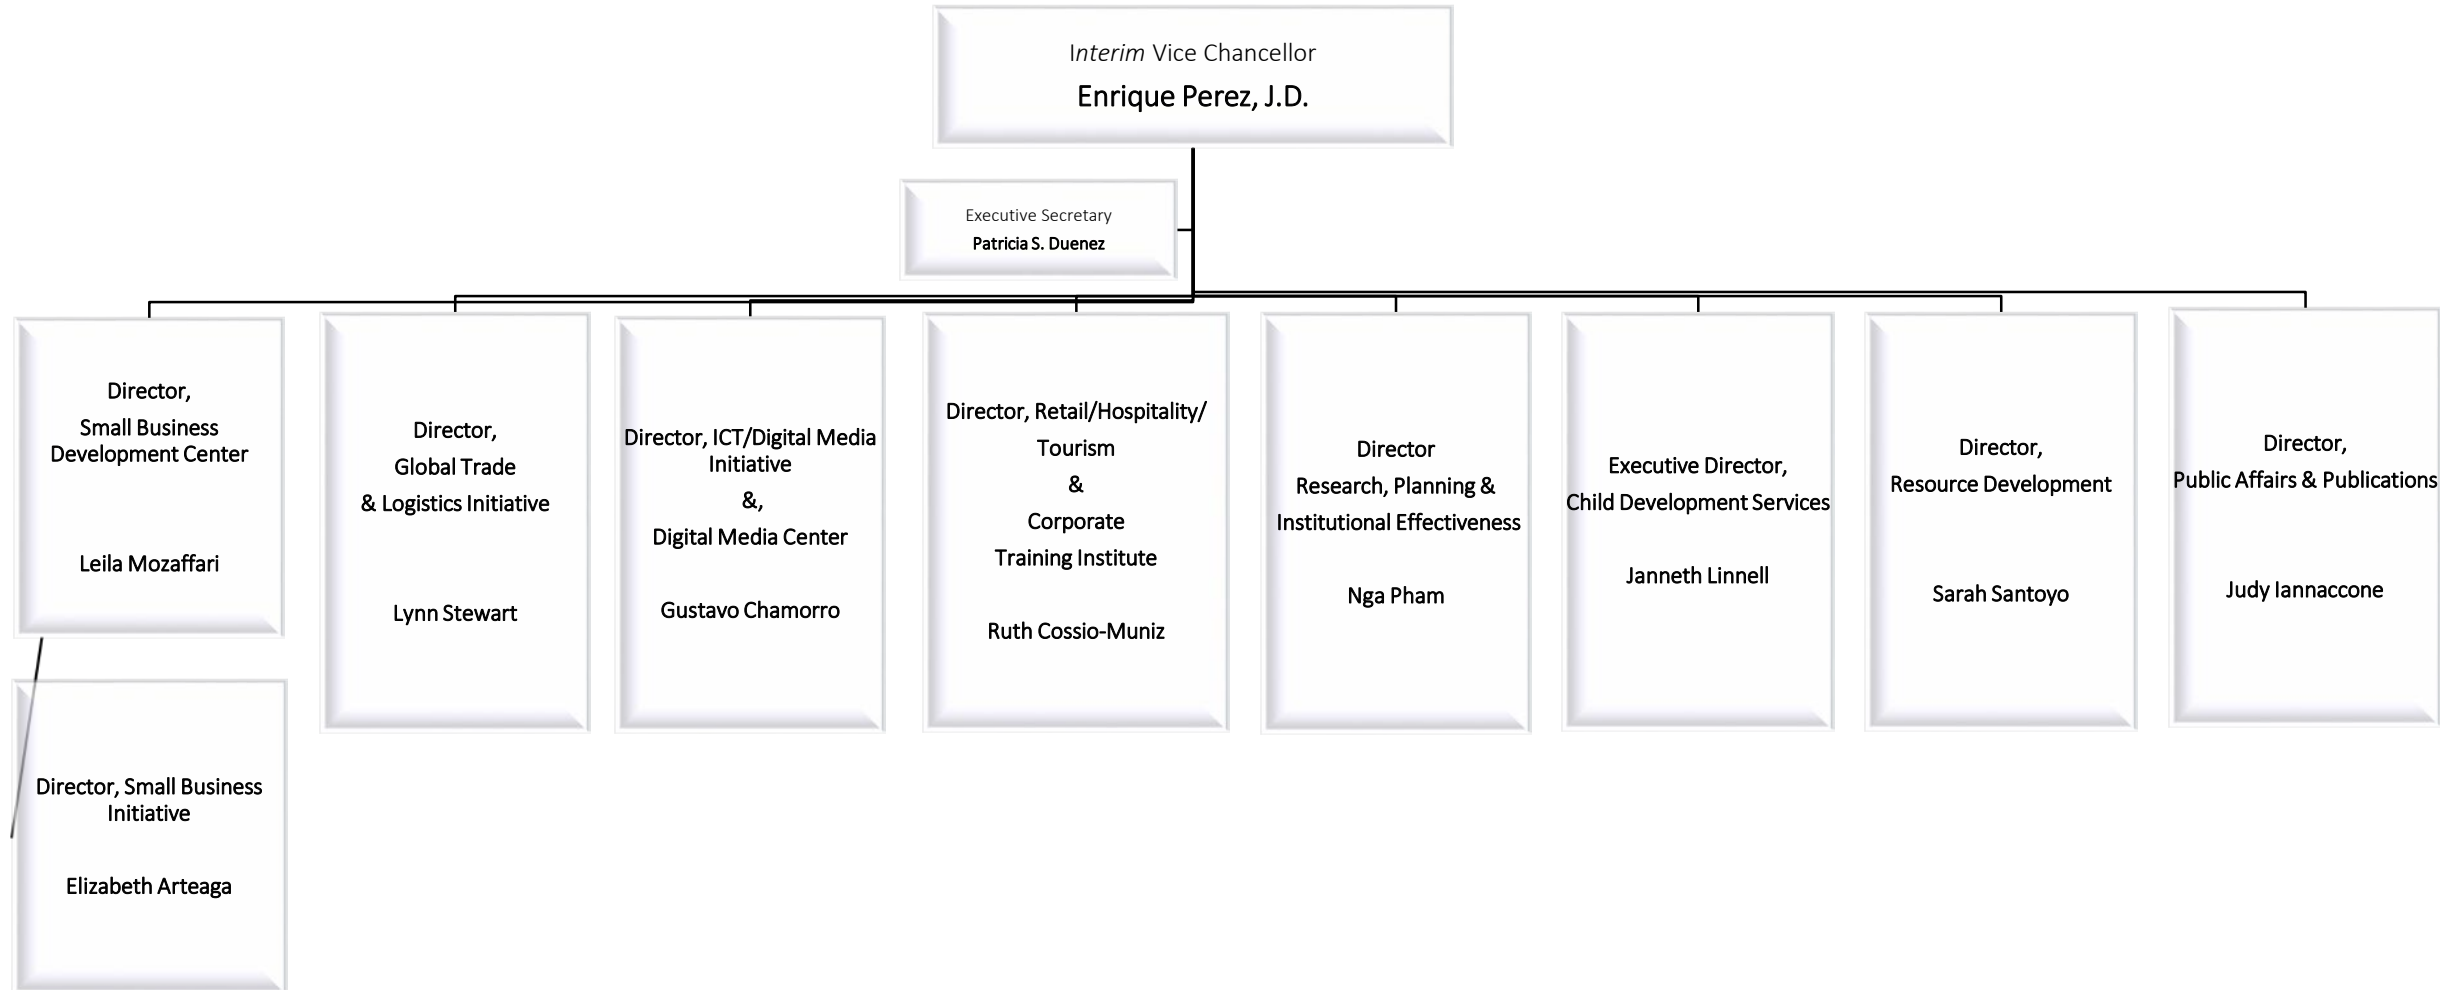 Interim Vice Chancellor
Enrique Perez, J.D.
Executive Secretary
Patricia S. Duenez
Director,
Small Business
Development Center
Leila Mozaffari
Director,
Global Trade
& Logistics Initiative
Lynn Stewart
Director, ICT/Digital Media
Initiative
&,
Digital Media Center
Gustavo Chamorro
Director, Retail/Hospitality/
Tourism
&
Corporate
Training Institute
Ruth Cossio-Muniz
Director
Research, Planning &
Institutional Effectiveness
Nga Pham
Executive Director,
Child Development Services
Janneth Linnell
Director,
Resource Development
Sarah Santoyo
Director,
Public Affairs & Publications
Judy Iannaccone
Director, Small Business
Initiative
Elizabeth Arteaga